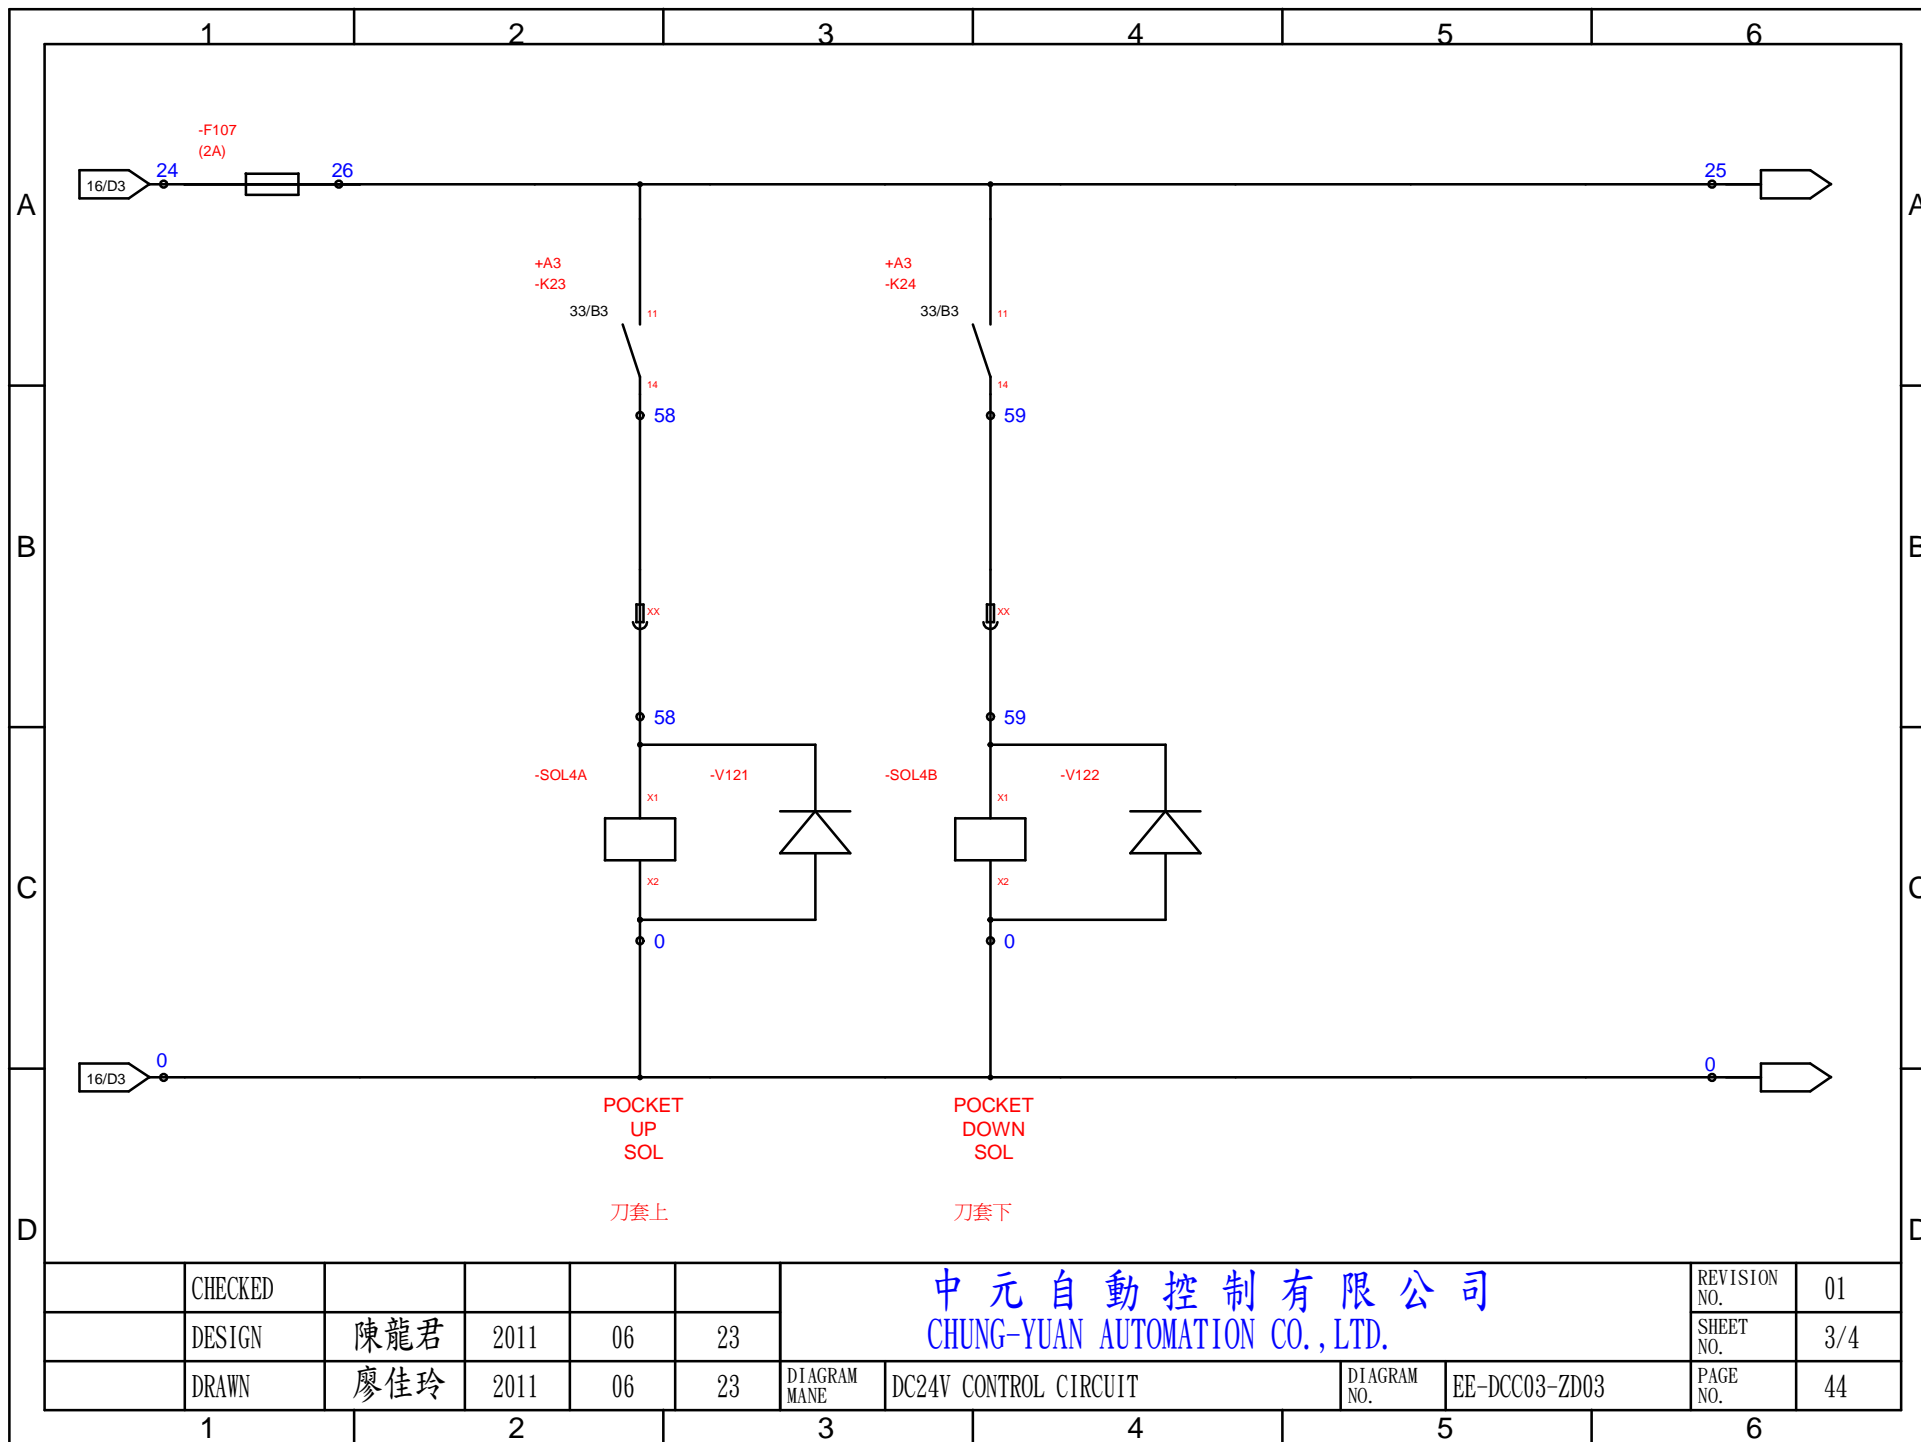 1 2 3 4 5 6
-F107
(2A)
16/D3 24 26 25
A A
+A3 +A3
-K23 -K24
33/B3 11 33/B3 11
14 14
58 59
B B
XX XX
58 59
-SOL4A -V121 -SOL4B -V122
X1 X1
C C
X2 X2
0 0
16/D3 0 0
POCKET POCKET
UP DOWN
SOL SOL
刀套上 刀套下
D D
CHECKED
DESIGN 陳龍君 2011 06 23
DRAWN 廖佳玲 2011 06 23
中元自動控制有限公司
CHUNG-YUAN AUTOMATION CO.,LTD.
DIAGRAM MANE DC24V CONTROL CIRCUIT
DIAGRAM NO. EE-DCC03-ZD03
REVISION NO. 01
SHEET NO. 3/4
PAGE NO. 44
1 2 3 4 5 6